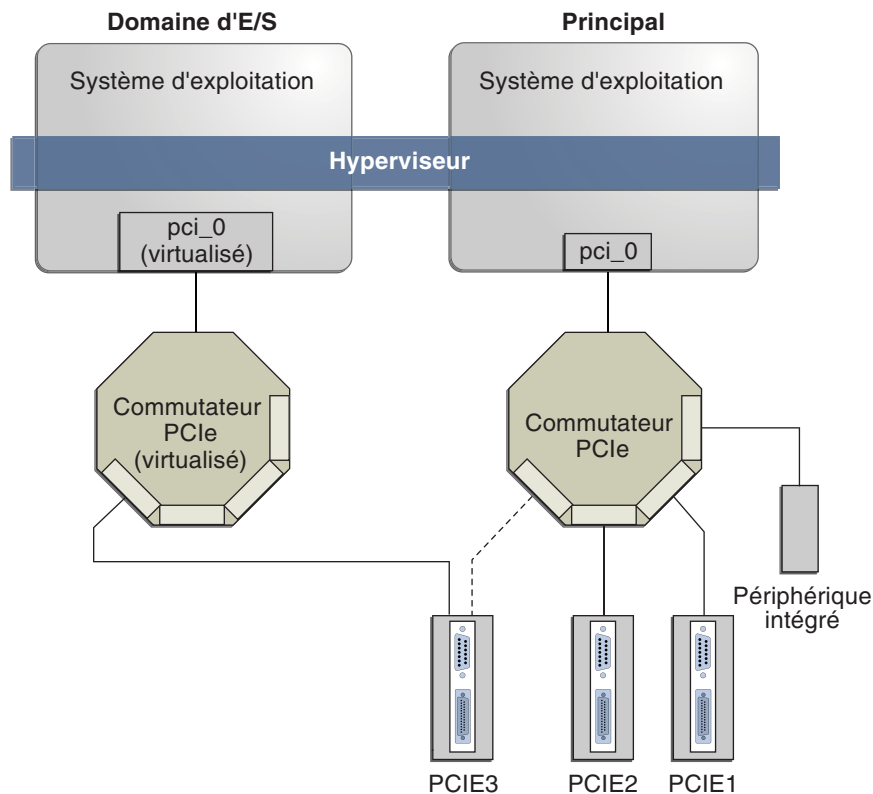 Domaine d'E/S
Principal
Système d'exploitation
Système d'exploitation
Hyperviseur
pci_0
(virtualisé)
pci_0
Commutateur
PCIe
(virtualisé)
Commutateur
PCIe
Périphérique
intégré
PCIE3
PCIE2
PCIE1